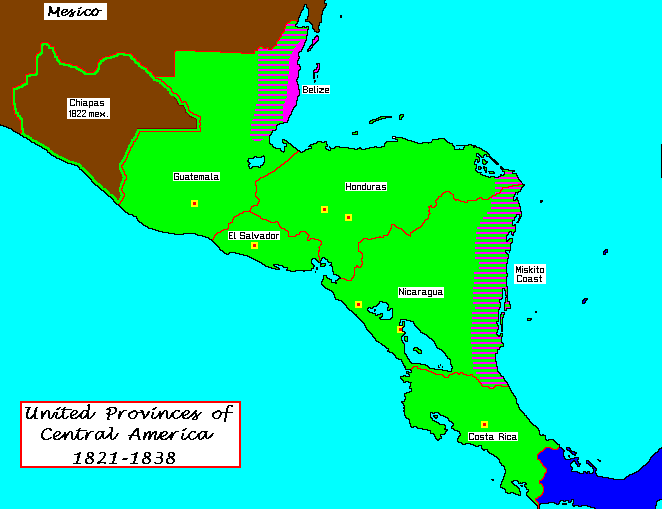 Mexico
Chiapas
1822 mex.
Belize
Guatemala
Honduras
El Salvador
Miskito
Coast
Nicaragua
United Provinces of
Central America
1821-1838
Costa Rica